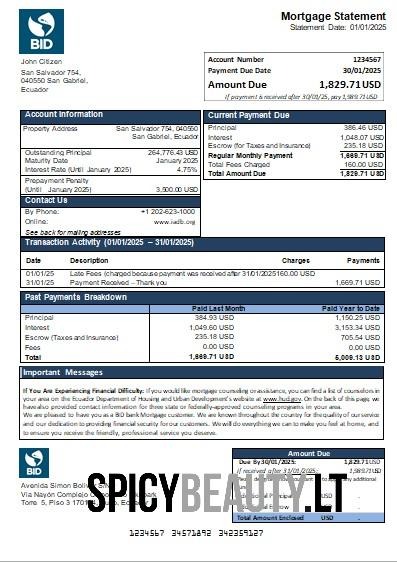 BID
Mortgage Statement
Statement Date: 01/01/2025
John Citizen
San Salvador 754,
040550 San Gabriel,
Ecuador
Account Number 1234567
Payment Due Date 30/01/2025
Amount Due 1,829.71 USD
If payment is received after 30/01/25, pay 1,989.71 USD
Account Information
Property Address San Salvador 754, 040550
San Gabriel, Ecuador
Outstanding Principal 264,776.43 USD
Maturity Date January 2025
Interest Rate (Until January 2025) 4.75%
Prepayment Penalty
(Until January 2025) 3,500.00 USD
Contact Us
By Phone: +1 202-623-1000
Online: www.iadb.org
See back for mailing addresses
Current Payment Due
Principal 386.46 USD
Interest 1,048.07 USD
Escrow (for Taxes and Insurance) 235.18 USD
Regular Monthly Payment 1,669.71 USD
Total Fees Charged 160.00 USD
Total Amount Due 1,829.71 USD
Transaction Activity (01/01/2025 – 31/01/2025)
Date Description Charges Payments
01/01/25 Late Fees (charged because payment was received after 31/01/2025160.00 USD
31/01/25 Payment Received – Thank you 1,669.71 USD
Past Payments Breakdown
Paid Last Month Paid Year to Date
Principal 384.93 USD 1,150.25 USD
Interest 1,049.60 USD 3,153.34 USD
Escrow (Taxes and Insurance) 235.18 USD 705.54 USD
Fees 0.00 USD 0.00 USD
Total 1,669.71 USD 5,009.13 USD
Important Messages
If You Are Experiencing Financial Difficulty: If you would like mortgage counseling or assistance, you can find a list of counselors in
your area on the Ecuador Department of Housing and Urban Development's website at www.hud.gov. On the back of this page, we
have also provided contact information for three state or federally-approved counseling programs in your area.
We are pleased to have you as a BID bank Mortgage customer. We are known throughout the country for the quality of our service
and our dedication to providing financial security for our customers. We will do everything we can to make you feel at home, and
to ensure you receive the friendly, professional service you deserve.
BID
Avenida Simon Boliv
Via Nayón Complejo
Torre 5, Piso 3 1701
Amount Due
Due By 30/01/2025: 1,829.71 USD
If received after 30/01/25: 1,989.71 USD
SPICYBEAUTY.LT
Total Amount Enclosed USD
1234567 34571892 342359127